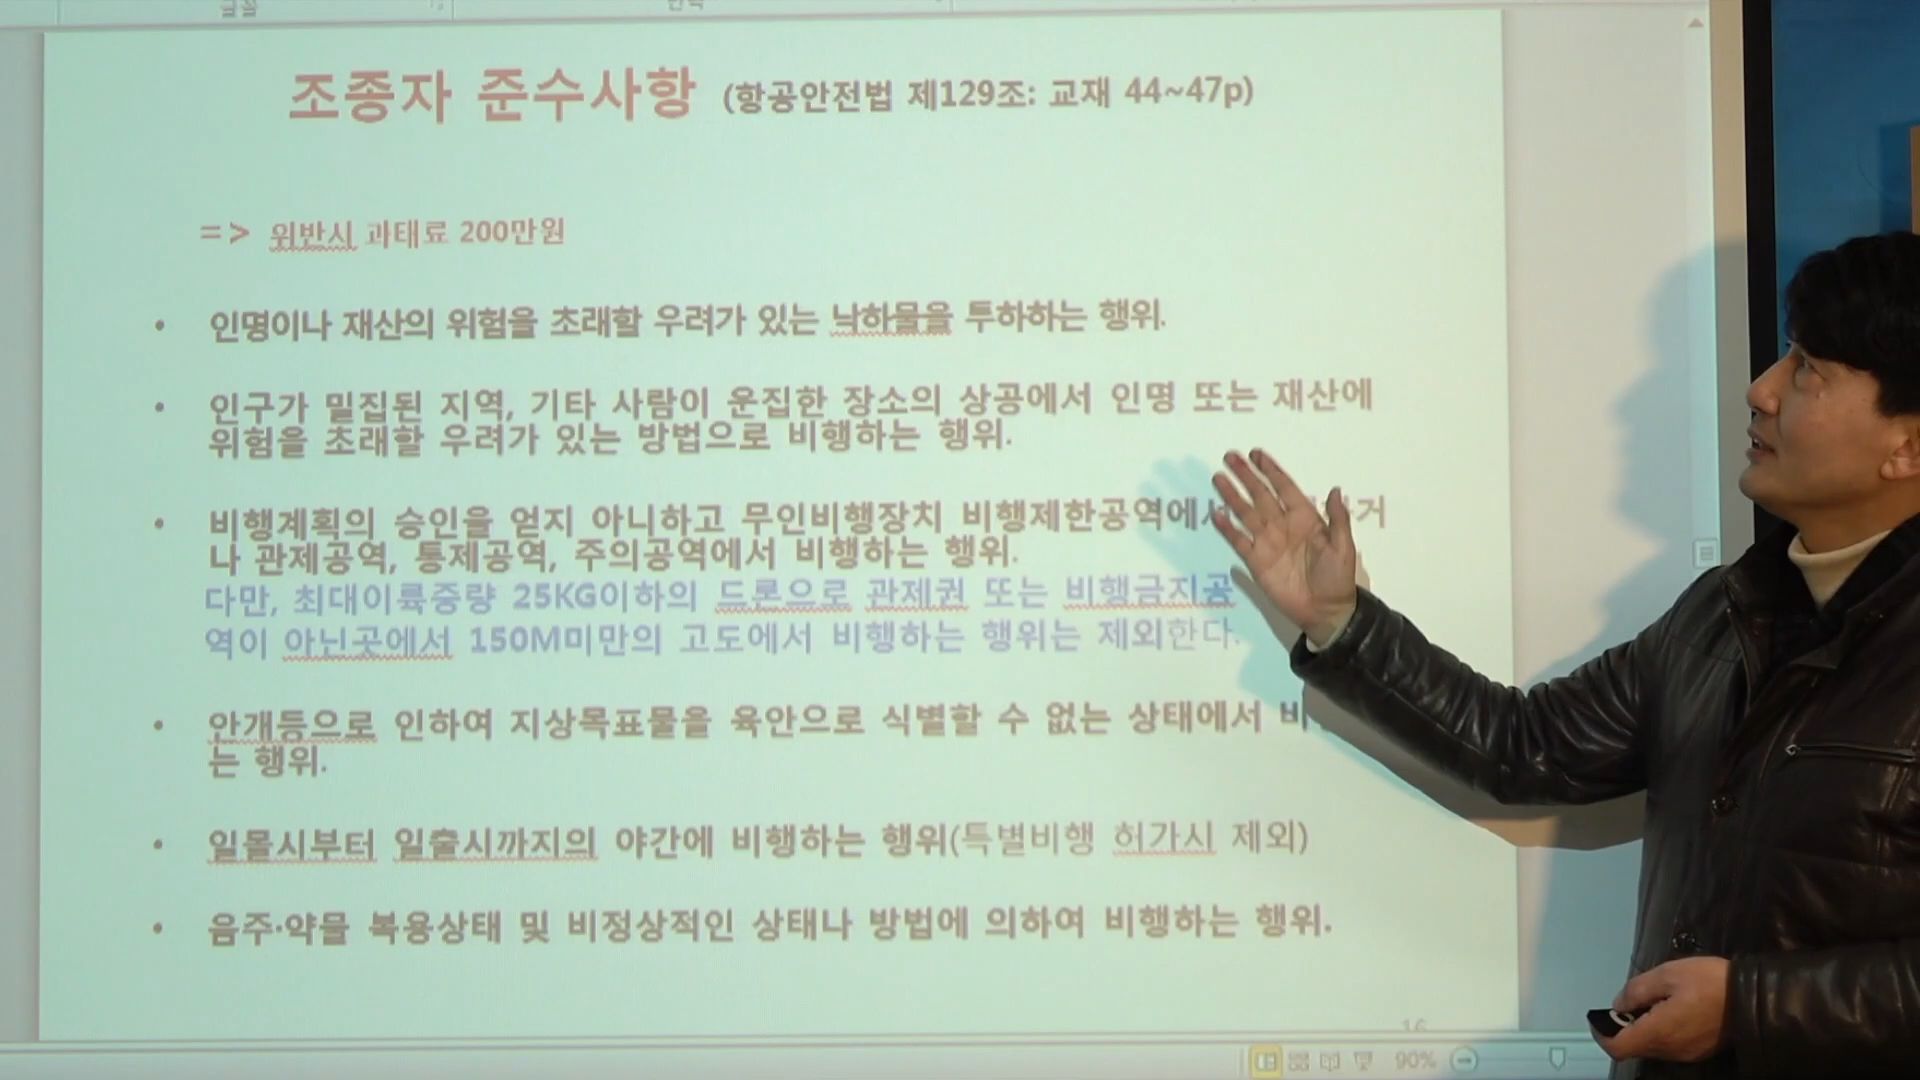 글꼴
단락
조종자 준수사항 (항공안전법 제129조: 교재 44~47p)
=> 위반시 과태료 200만원
• 인명이나 재산의 위험을 초래할 우려가 있는 낙하물을 투하하는 행위.
• 인구가 밀집된 지역, 기타 사람이 운집한 장소의 상공에서 인명 또는 재산에
위험을 초래할 우려가 있는 방법으로 비행하는 행위.
• 비행계획의 승인을 얻지 아니하고 무인비행장치 비행제한공역에서
나 관제공역, 통제공역, 주의공역에서 비행하는 행위.
다만, 최대이륙중량 25KG이하의 드론으로 관제권 또는 비행금지공
역이 아닌곳에서 150M미만의 고도에서 비행하는 행위는 제외한다.
• 안개등으로 인하여 지상목표물을 육안으로 식별할 수 없는 상태에서 비
는 행위.
• 일몰시부터 일출시까지의 야간에 비행하는 행위(특별비행 허가시 제외)
• 음주·약물 복용상태 및 비정상적인 상태나 방법에 의하여 비행하는 행위.
16
90%